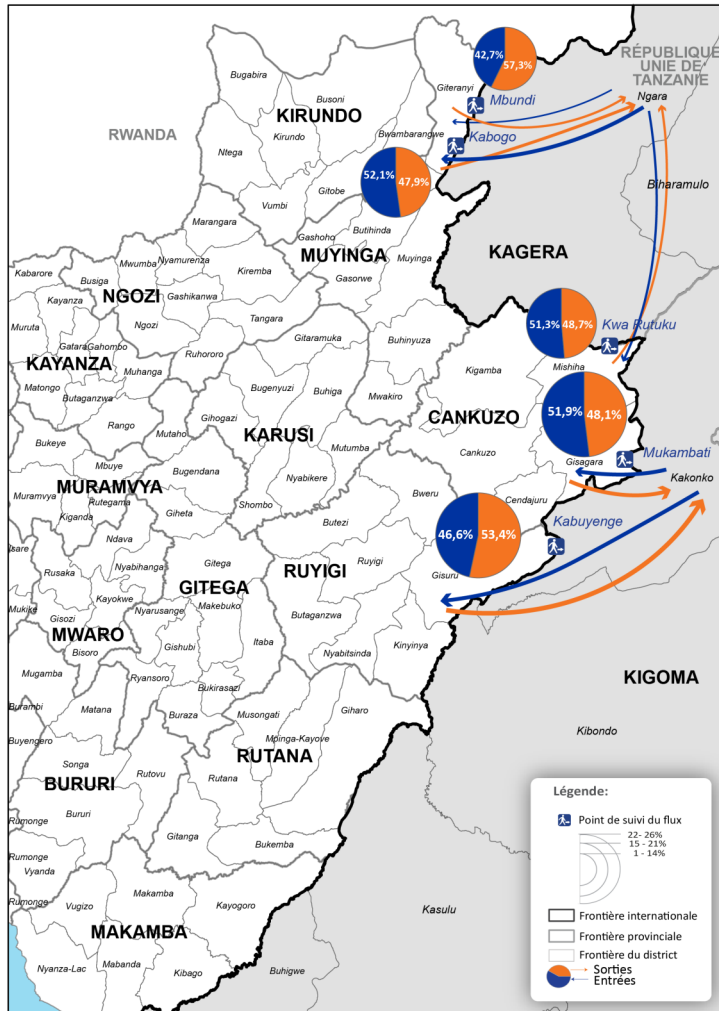 42,7%
57,3%
RÉPUBLIQUE
UNIE DE
TANZANIE
Bugabira
Giteranyi
Mbundi
Ngara
Busoni
KIRUNDO
RWANDA
Kirundo
Bwambarangwe
Kabogo
Ntega
52,1%
47,9%
Gitobe
Biharamulo
Vumbi
Marangara
Gashoho
Butihinda
MUYINGA
Muyinga
KAGERA
Mwumba
Nyamurenza
Kiremba
Gasorwe
Kabarore
Busiga
NGOZI
Gashikanwa
Kayanza
Muruta
Ngozi
Tangara
51,3%
48,7%
Kwa Rutuku
Gatara
Gahombo
Gitaramuka
Buhinyuza
KAYANZA
Ruhororo
Mishiha
Muhanga
Bugenyuzi
Kigamba
Matongo
Butaganzwa
Buhiga
Mwakiro
Gihogazi
51,9%
48,1%
CANKUZO
Rango
Mutaho
KARUSI
Bukeye
Mutumba
Cankuzo
Mukambati
Mbuye
Bugendana
Gisagara
Kakonko
MURAMVYA
Nyabikere
Muramvya
Rutegama
Bweru
Cendajuru
Kiganda
Giheta
Shombo
Butezi
46,6%
53,4%
Kabuyenge
Ndava
Gitega
Ruyigi
Rusaka
Nyabihanga
RUYIGI
Gisuru
GITEGA
Kayokwe
Makebuko
Mukike
Nyarusange
Gisozi
Butaganzwa
MWARO
Gishubi
Itaba
Kinyinya
Bisoro
Nyabitsinda
Mugamba
Ryansoro
KIGOMA
Bukirasazi
Burambi
Matana
Buraza
Musongati
Giharo
Kibondo
Buyengero
Mpinga-Kayove
Songa
RUTANA
BURURI
Rutovu
Rutana
Rumonge
Bururi
Gitanga
Bukemba
Rumonge
Vyanda
Makamba
Kayogoro
Kasulu
Rumonge
Vugizo
MAKAMBA
Nyanza-Lac
Mabanda
Kibago
Buhigwe
Légende:
Point de suivi du flux
22- 26%
15 - 21%
1 - 14%
Frontière internationale
Frontière provinciale
Frontière du district
Sorties
Entrées